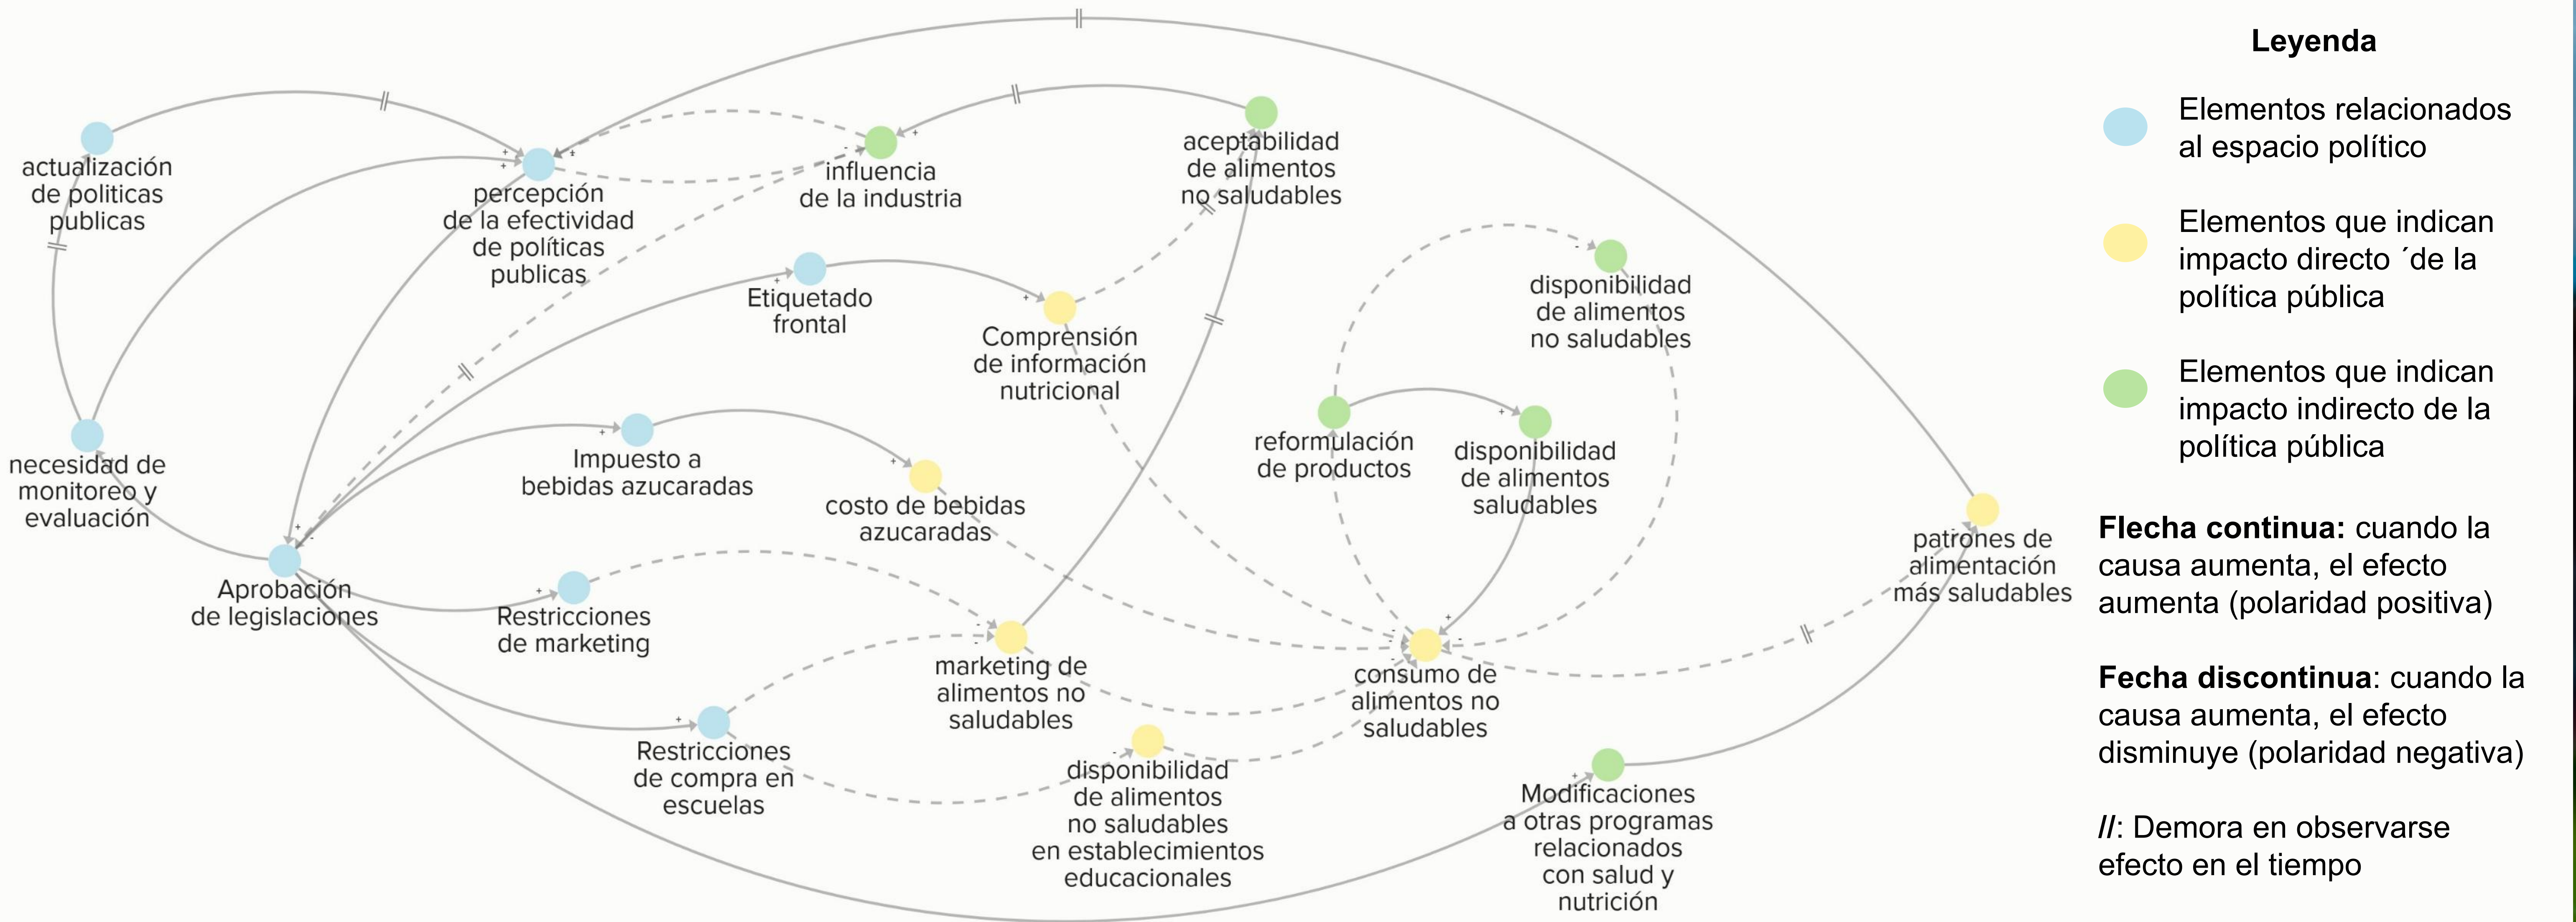 actualización
de politicas
publicas
percepción
de la efectividad
de políticas
publicas
influencia
de la industria
aceptabilidad
de alimentos
no saludables
Etiquetado
frontal
Comprensión
de información
nutricional
disponibilidad
de alimentos
no saludables
necesidad de
monitoreo y
evaluación
Impuesto a
bebidas azucaradas
costo de bebidas
azucaradas
reformulación
de productos
disponibilidad
de alimentos
saludables
patrones de
alimentación
más saludables
Aprobación
de legislaciones
Restricciones
de marketing
marketing de
alimentos no
saludables
consumo de
alimentos no
saludables
Restricciones
de compra en
escuelas
disponibilidad
de alimentos
no saludables
en establecimientos
educacionales
Modificaciones
a otras programas
relacionados
con salud y
nutrición
Leyenda
Elementos relacionados
al espacio político
Elementos que indican
impacto directo ´de la
política pública
Elementos que indican
impacto indirecto de la
política pública
Flecha continua: cuando la
causa aumenta, el efecto
aumenta (polaridad positiva)
Fecha discontinua: cuando la
causa aumenta, el efecto
disminuye (polaridad negativa)
//: Demora en observarse
efecto en el tiempo